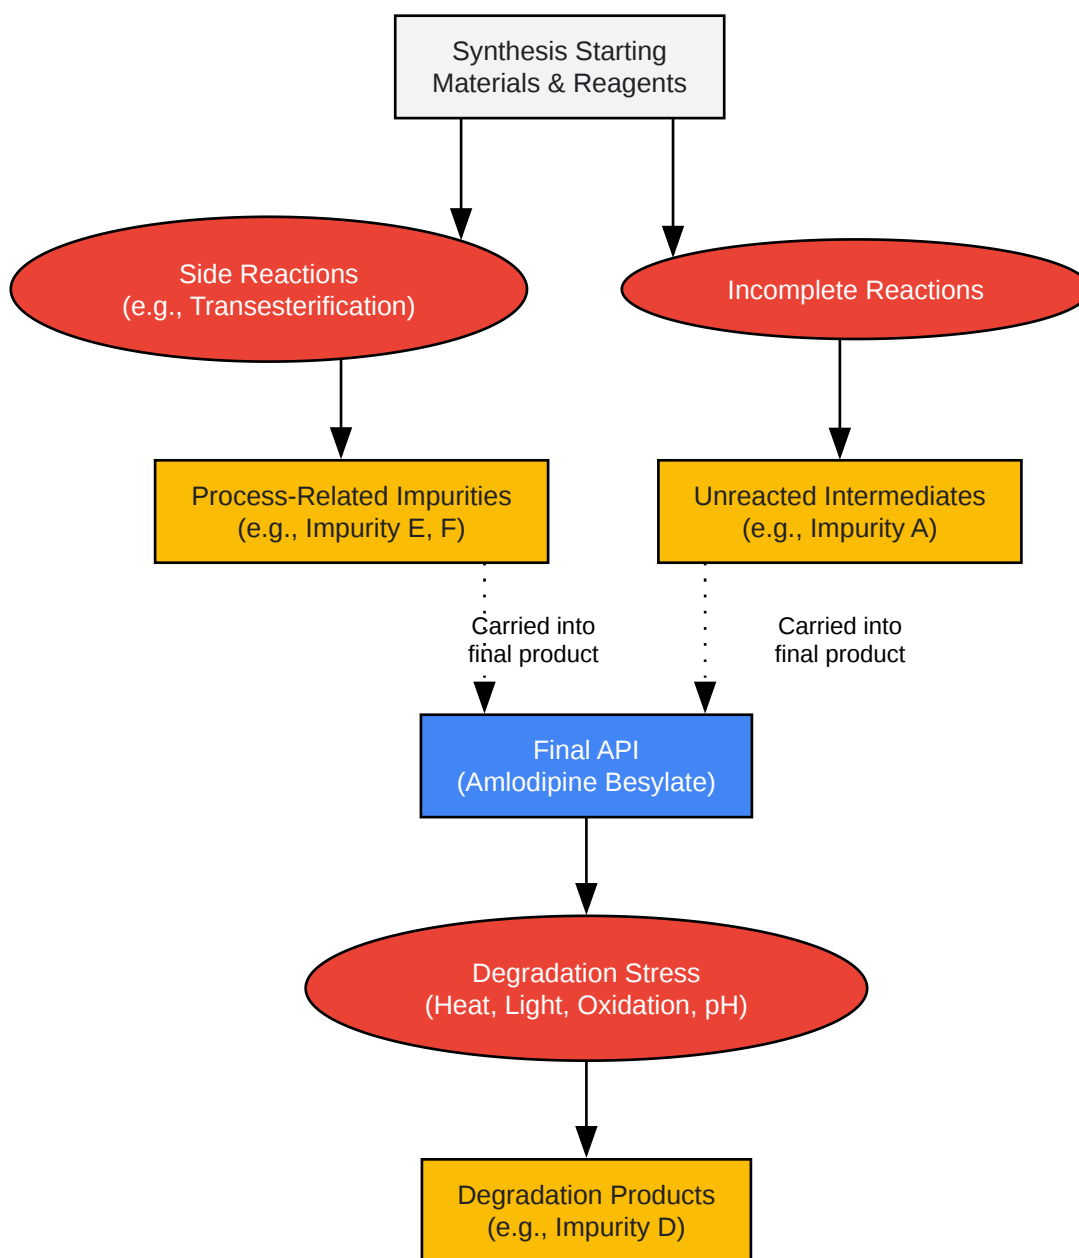 Synthesis Starting
Materials & Reagents
Side Reactions
(e.g., Transesterification)
Incomplete Reactions
Process-Related Impurities
(e.g., Impurity E, F)
Unreacted Intermediates
(e.g., Impurity A)
Carried into
final product
Carried into
final product
Final API
(Amlodipine Besylate)
Degradation Stress
(Heat, Light, Oxidation, pH)
Degradation Products
(e.g., Impurity D)